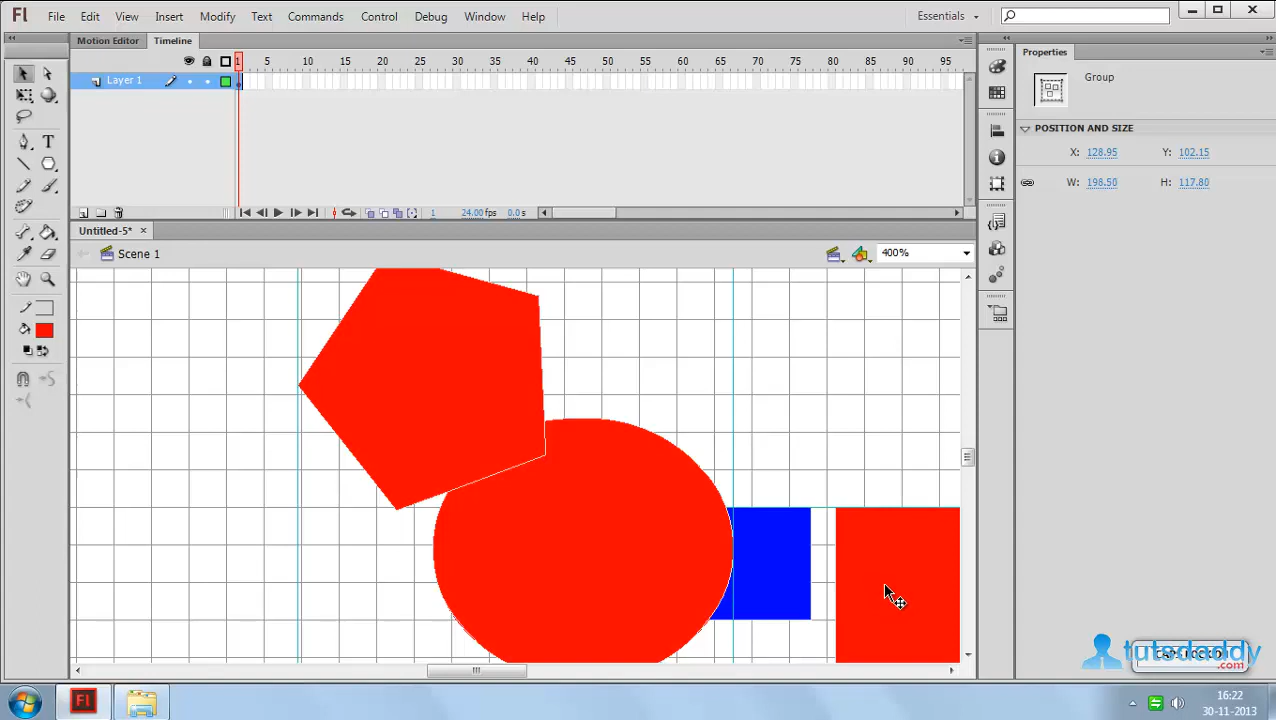 Fl File Edit View Insert Modify Text Commands Control Debug Window Help Essentials
Motion Editor Timeline Properties
1 5 10 15 20 25 30 35 40 45 50 55 60 65 70 75 80 85 90 95
Layer 1
Group
POSITION AND SIZE
X: 128.95 Y: 102.15
W: 198.50 H: 117.80
1 24.00 fps 0.0 s
Untitled-5* ×
Scene 1 400%
tutsdaddy
.com
Fl
16:22
30-11-2013